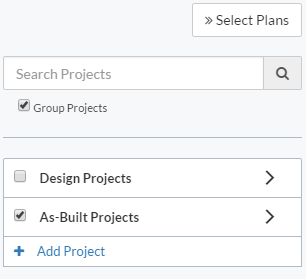 » Select Plans
Search Projects
Group Projects
Design Projects
As-Built Projects
+ Add Project